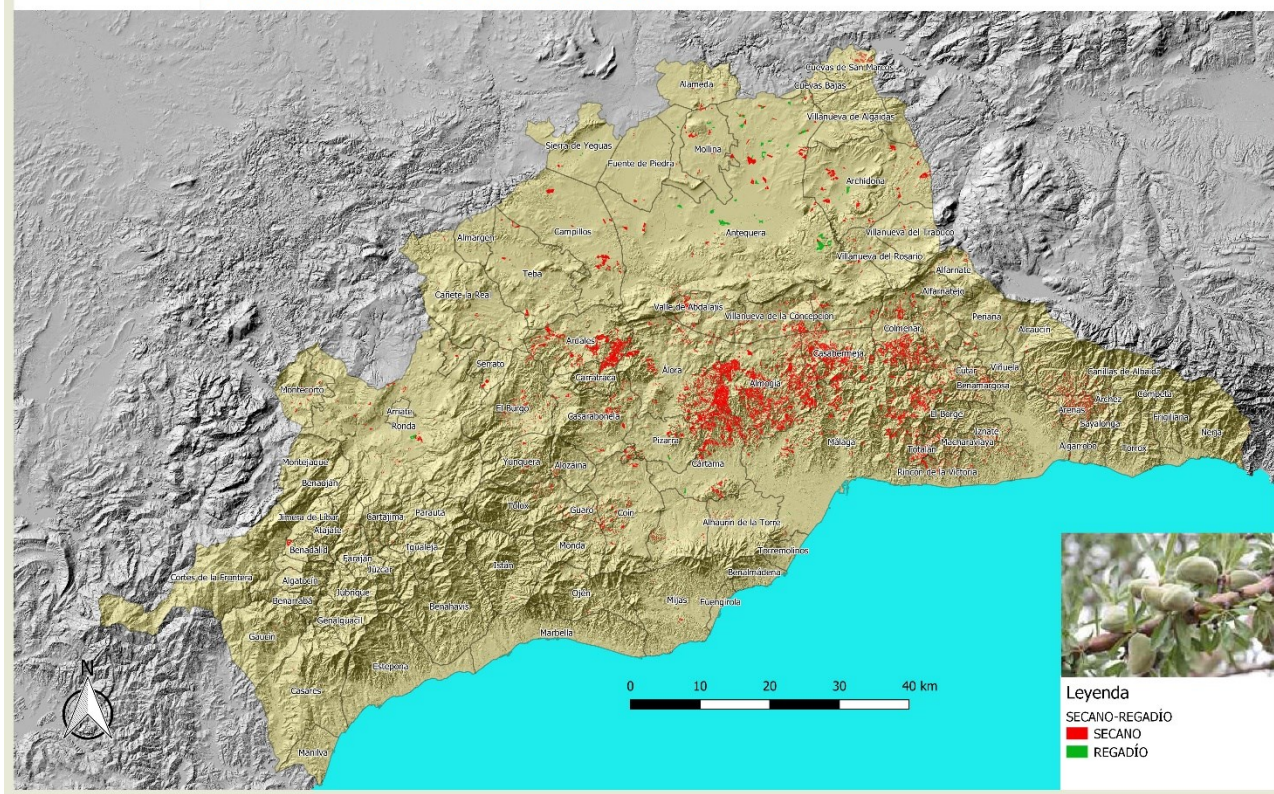 Cuevas de San Marcos
Alameda
Cuevas Bajas
Villanueva de Algaidas
Sierra de Yeguas
Mollina
Fuente de Piedra
Archidona
Almargen
Campillos
Antequera
Villanueva del Trabuco
Villanueva del Rosario
Teba
Alfarnate
Cañete la Real
Alfarnatejo
Valle de Abdalajís
Villanueva de la Concepción
Periana
Colmenar
Alcaucín
Ardales
Casabermeja
Serrato
Carratraca
Álora
Almogía
Cútar
Viñuela
Canillas de Albaida
Montecorto
Benamargosa
Cómpeta
Arriate
El Burgo
Casarabonela
El Borge
Árchez
Arenas
Frigiliana
Ronda
Sayalonga
Pizarra
Málaga
Iznate
Macharaviaya
Nerja
Totalán
Algarrobo
Torrox
Montejaque
Yunquera
Alozaina
Cártama
Rincón de la Victoria
Benaoján
Jimera de Líbar
Cartajima
Parauta
Tolox
Guaro
Coín
Alhaurín de la Torre
Atajate
Benadalid
Faraján
Igualeja
Júzcar
Monda
Torremolinos
Cortes de la Frontera
Algatocín
Istán
Benalmádena
Jubrique
Ojén
Benarrabá
Benahavís
Mijas
Fuengirola
Genalguacil
Gaucín
Marbella
Estepona
Casares
Manilva
N
0 10 20 30 40 km
Leyenda
SECANO-REGADÍO
SECANO
REGADÍO